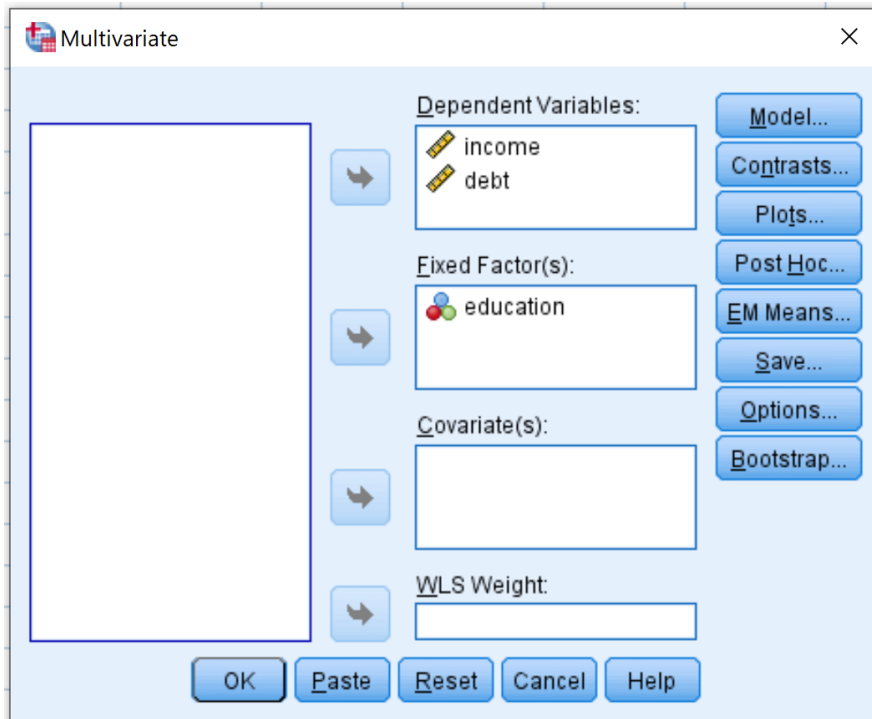 Multivariate
Dependent Variables:
income
debt
Fixed Factor(s):
education
Covariate(s):
WLS Weight:
Model...
Contrasts...
Plots...
Post Hoc...
EM Means...
Save...
Options...
Bootstrap...
OK Paste Reset Cancel Help